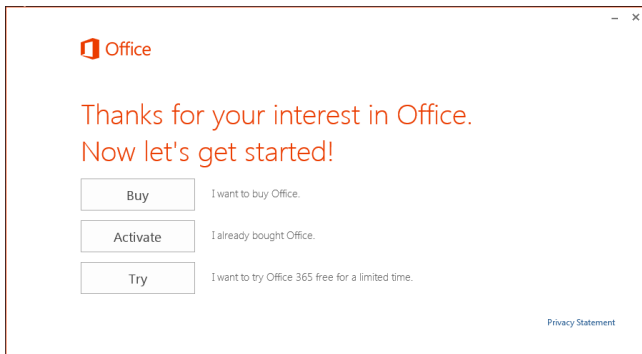 Office
Thanks for your interest in Office.
Now let's get started!
Buy
I want to buy Office.
Activate
I already bought Office.
Try
I want to try Office 365 free for a limited time.
Privacy Statement